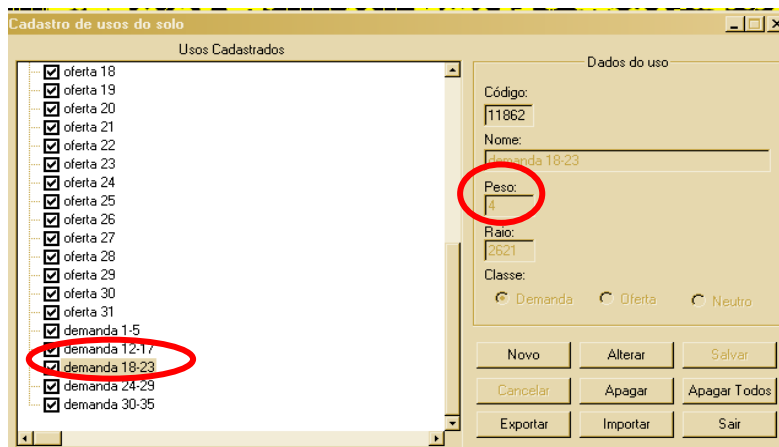 Cadastro de usos do solo
Usos Cadastrados
oferta 18
oferta 19
oferta 20
oferta 21
oferta 22
oferta 23
oferta 24
oferta 25
oferta 26
oferta 27
oferta 28
oferta 29
oferta 30
oferta 31
demanda 1-5
demanda 12-17
demanda 18-23
demanda 24-29
demanda 30-35
Dados do uso
Código:
11862
Nome:
demanda 18-23
Peso:
4
Raio:
2621
Classe:
Demanda Oferta Neutro
Novo Alterar Salvar
Cancelar Apagar Apagar Todos
Exportar Importar Sair